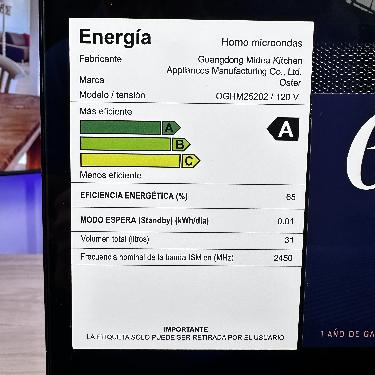 Energía
Horno microondas
Fabricante
Guangdong Midea Kitchen
Appliances Manufacturing Co., Ltd.
Marca
Oster
Modelo / tensión
OGHM25202 / 120 V
Más eficiente
A
A
B
C
Menos eficiente
EFICIENCIA ENERGÉTICA (%)
65
MODO ESPERA (Standby) (kWh/día)
0.01
Volumen total (litros)
31
Frecuencia nominal de la banda ISM en (MHz)
2450
IMPORTANTE
LA ETIQUETA SÓLO PUEDE SER RETIRADA POR EL USUARIO
1 AÑO DE GA